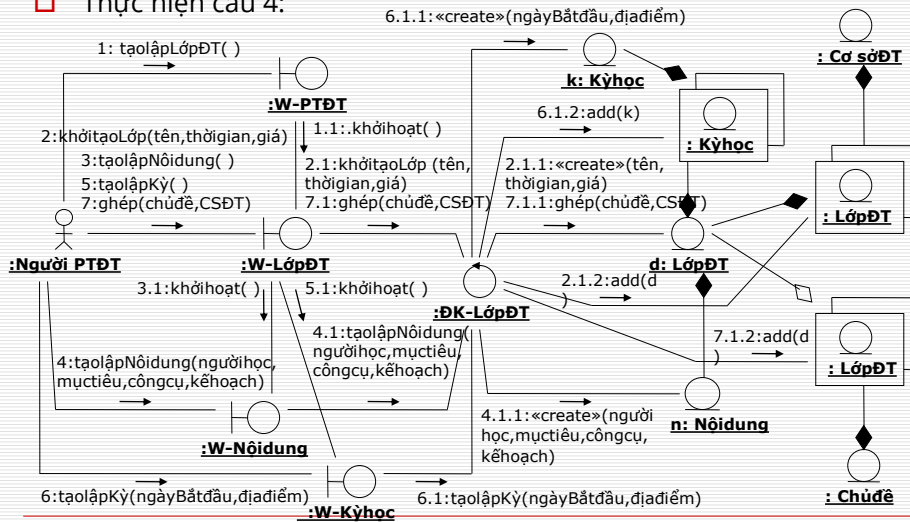 Thực hiện câu 4:
6.1.1:«create»(ngàyBắtđầu,địađiểm)
1: tạolậpLớpĐT( )
: Cơ sởĐT
k: Kỳhọc
:W-PTĐT
6.1.2:add(k)
2:khởitạoLớp(tên,thờigian,giá)
1.1:.khởihoạt( )
: Kỳhọc
3:tạolậpNôidung( )
5:tạolậpKỳ( )
7:ghép(chủđề,CSĐT)
2.1:khởitạoLớp (tên,
thờigian,giá)
7.1:ghép(chủđề,CSĐT)
2.1.1:«create»(tên,
thờigian,giá)
7.1.1:ghép(chủđề,CSĐT)
: LớpĐT
:Người PTĐT
:W-LớpĐT
d: LớpĐT
3.1:khởihoạt( )
5.1:khởihoạt( )
2.1.2:add(d
)
:ĐK-LớpĐT
4.1:tạolậpNôidung(
ngườihọc,mụctiêu,
côngcụ,kếhoạch)
7.1.2:add(d
)
4:tạolậpNôidung(ngườihọc,
mụctiêu,côngcụ,kếhoạch)
: LớpĐT
4.1.1:«create»(người
học,mụctiêu,côngcụ,
kếhoạch)
n: Nộidung
:W-Nộidung
6:tạolậpKỳ(ngàyBắtđầu,địađiểm)
6.1:tạolậpKỳ(ngàyBắtđầu,địađiểm)
: Chủđề
:W-Kỳhọc